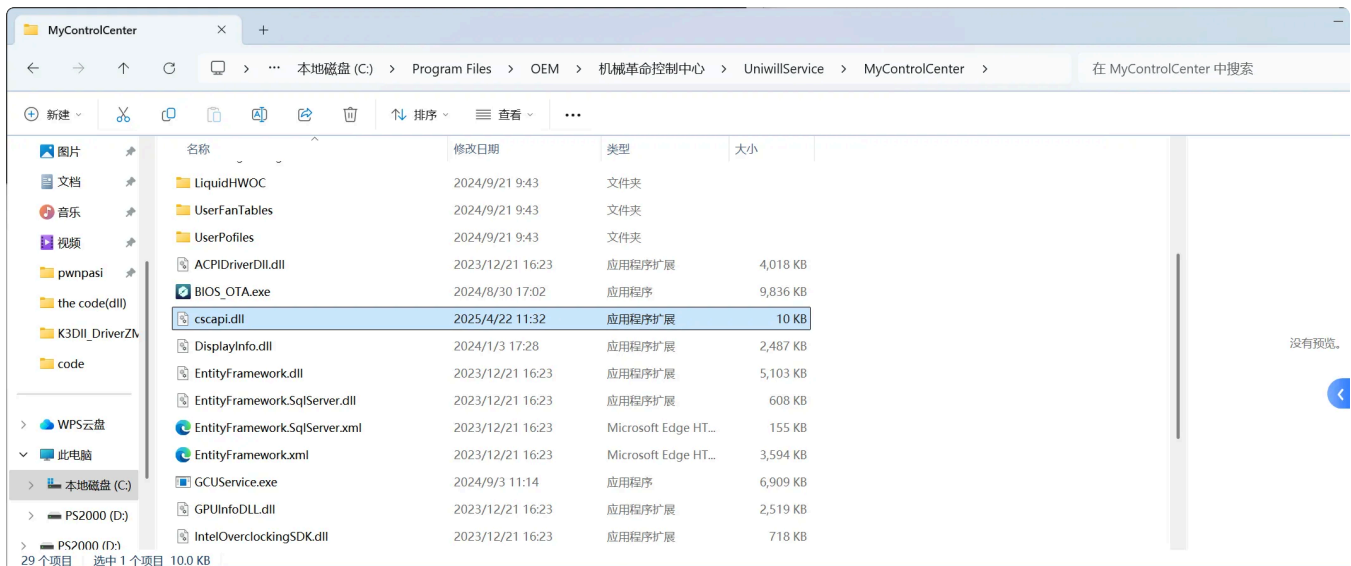 MyControlCenter
本地磁盘 (C:) > Program Files > OEM > 机械革命控制中心 > UniwillService > MyControlCenter >
在 MyControlCenter 中搜索
新建 排序 查看
名称 修改日期 类型 大小
图片
文档
音乐
视频
pwnpasi
the code(dll)
K3Dll_DriverZM
code
WPS云盘
此电脑
本地磁盘 (C:)
PS2000 (D:)
PS2000 (D:)
LiquidHWOC 2024/9/21 9:43 文件夹
UserFanTables 2024/9/21 9:43 文件夹
UserPofiles 2024/9/21 9:43 文件夹
ACPIDriverDll.dll 2023/12/21 16:23 应用程序扩展 4,018 KB
BIOS_OTA.exe 2024/8/30 17:02 应用程序 9,836 KB
cscapi.dll 2025/4/22 11:32 应用程序扩展 10 KB
DisplayInfo.dll 2024/1/3 17:28 应用程序扩展 2,487 KB
EntityFramework.dll 2023/12/21 16:23 应用程序扩展 5,103 KB
EntityFramework.SqlServer.dll 2023/12/21 16:23 应用程序扩展 608 KB
EntityFramework.SqlServer.xml 2023/12/21 16:23 Microsoft Edge HT... 155 KB
EntityFramework.xml 2023/12/21 16:23 Microsoft Edge HT... 3,594 KB
GCUService.exe 2024/9/3 11:14 应用程序 6,909 KB
GPUInfoDLL.dll 2023/12/21 16:23 应用程序扩展 2,519 KB
IntelOverclockingSDK.dll 2023/12/21 16:23 应用程序扩展 718 KB
没有预览。
29 个项目 选中 1 个项目 10.0 KB